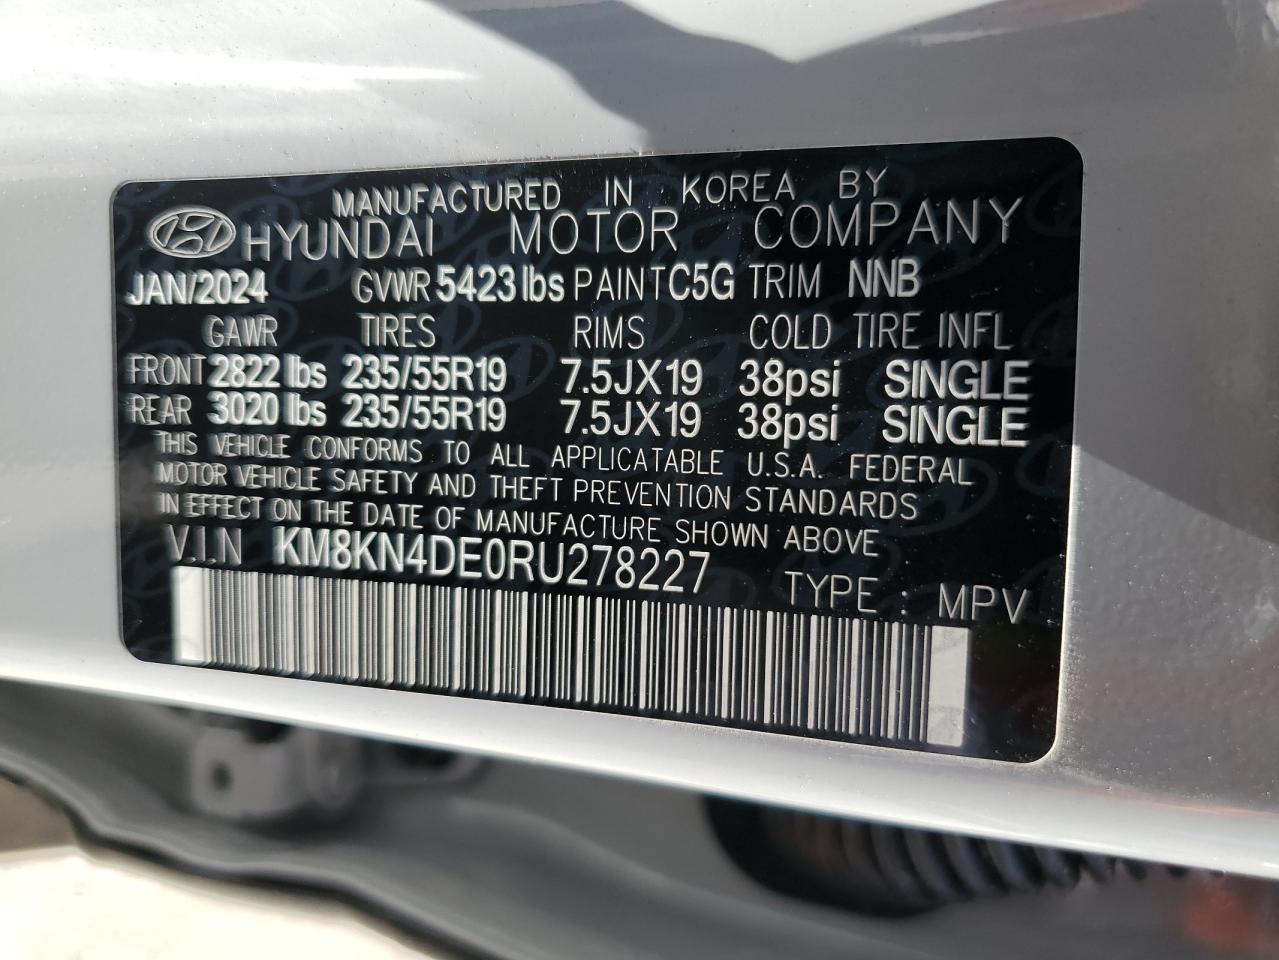 MANUFACTURED IN KOREA BY
HYUNDAI MOTOR COMPANY
JAN/2024 GVWR 5423 lbs PAINT C5G TRIM NNB
GAWR TIRES RIMS COLD TIRE INFL
FRONT 2822 lbs 235/55R19 7.5JX19 38psi SINGLE
REAR 3020 lbs 235/55R19 7.5JX19 38psi SINGLE
THIS VEHICLE CONFORMS TO ALL APPLICATABLE U.S.A. FEDERAL
MOTOR VEHICLE SAFETY AND THEFT PREVENTION STANDARDS
IN EFFECT ON THE DATE OF MANUFACTURE SHOWN ABOVE
V.I.N KM8KN4DE0RU278227 TYPE : MPV